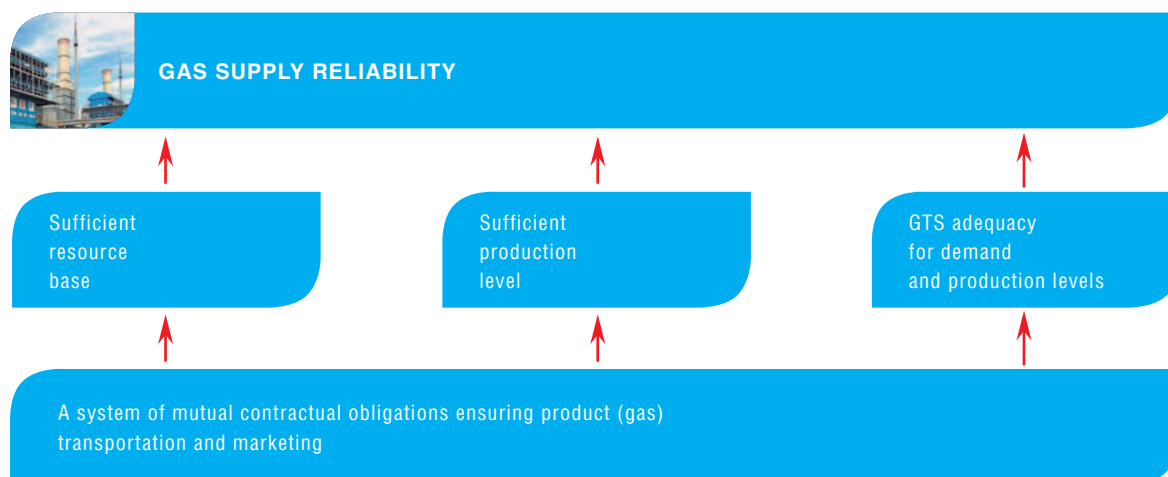 GAS SUPPLY RELIABILITY
Sufficient
resource
base
Sufficient
production
level
GTS adequacy
for demand
and production levels
A system of mutual contractual obligations ensuring product (gas)
transportation and marketing